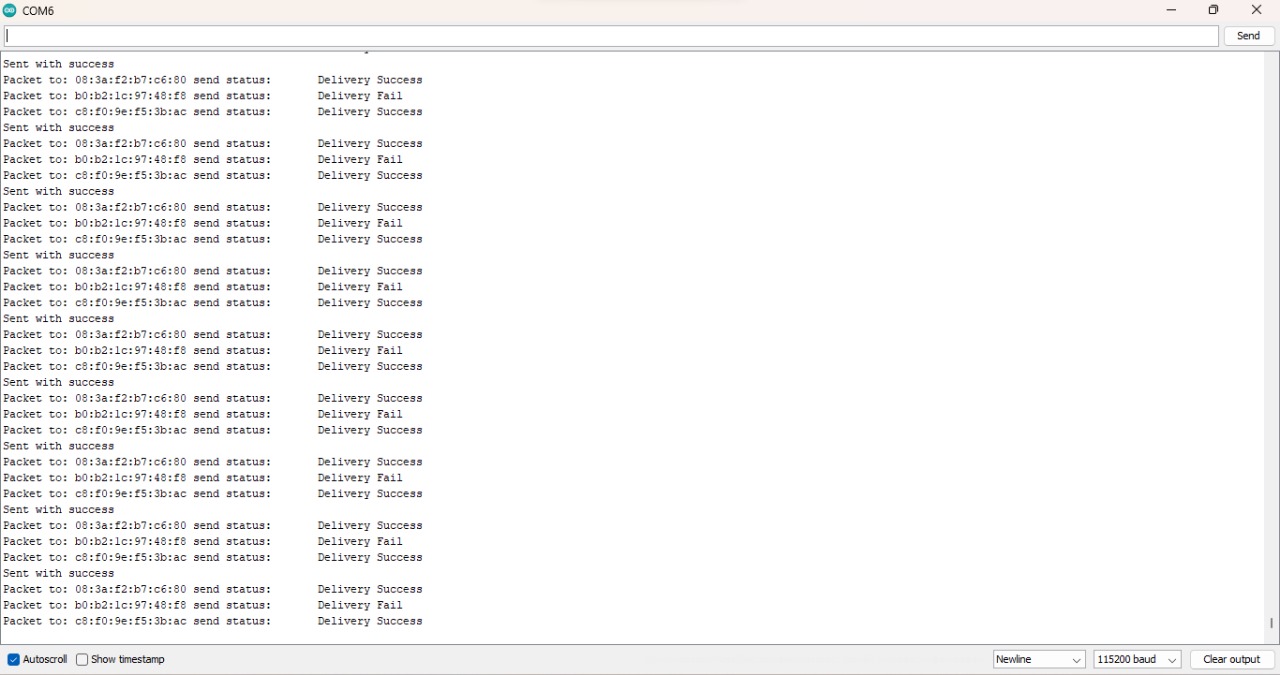 COM6
Send
Sent with success
Packet to: 08:3a:f2:b7:c6:80 send status: Delivery Success
Packet to: b0:b2:1c:97:48:f8 send status: Delivery Fail
Packet to: c8:f0:9e:f5:3b:ac send status: Delivery Success
Sent with success
Packet to: 08:3a:f2:b7:c6:80 send status: Delivery Success
Packet to: b0:b2:1c:97:48:f8 send status: Delivery Fail
Packet to: c8:f0:9e:f5:3b:ac send status: Delivery Success
Sent with success
Packet to: 08:3a:f2:b7:c6:80 send status: Delivery Success
Packet to: b0:b2:1c:97:48:f8 send status: Delivery Fail
Packet to: c8:f0:9e:f5:3b:ac send status: Delivery Success
Sent with success
Packet to: 08:3a:f2:b7:c6:80 send status: Delivery Success
Packet to: b0:b2:1c:97:48:f8 send status: Delivery Fail
Packet to: c8:f0:9e:f5:3b:ac send status: Delivery Success
Sent with success
Packet to: 08:3a:f2:b7:c6:80 send status: Delivery Success
Packet to: b0:b2:1c:97:48:f8 send status: Delivery Fail
Packet to: c8:f0:9e:f5:3b:ac send status: Delivery Success
Sent with success
Packet to: 08:3a:f2:b7:c6:80 send status: Delivery Success
Packet to: b0:b2:1c:97:48:f8 send status: Delivery Fail
Packet to: c8:f0:9e:f5:3b:ac send status: Delivery Success
Sent with success
Packet to: 08:3a:f2:b7:c6:80 send status: Delivery Success
Packet to: b0:b2:1c:97:48:f8 send status: Delivery Fail
Packet to: c8:f0:9e:f5:3b:ac send status: Delivery Success
Sent with success
Packet to: 08:3a:f2:b7:c6:80 send status: Delivery Success
Packet to: b0:b2:1c:97:48:f8 send status: Delivery Fail
Packet to: c8:f0:9e:f5:3b:ac send status: Delivery Success
Sent with success
Packet to: 08:3a:f2:b7:c6:80 send status: Delivery Success
Packet to: b0:b2:1c:97:48:f8 send status: Delivery Fail
Packet to: c8:f0:9e:f5:3b:ac send status: Delivery Success
Autoscroll Show timestamp Newline 115200 baud Clear output